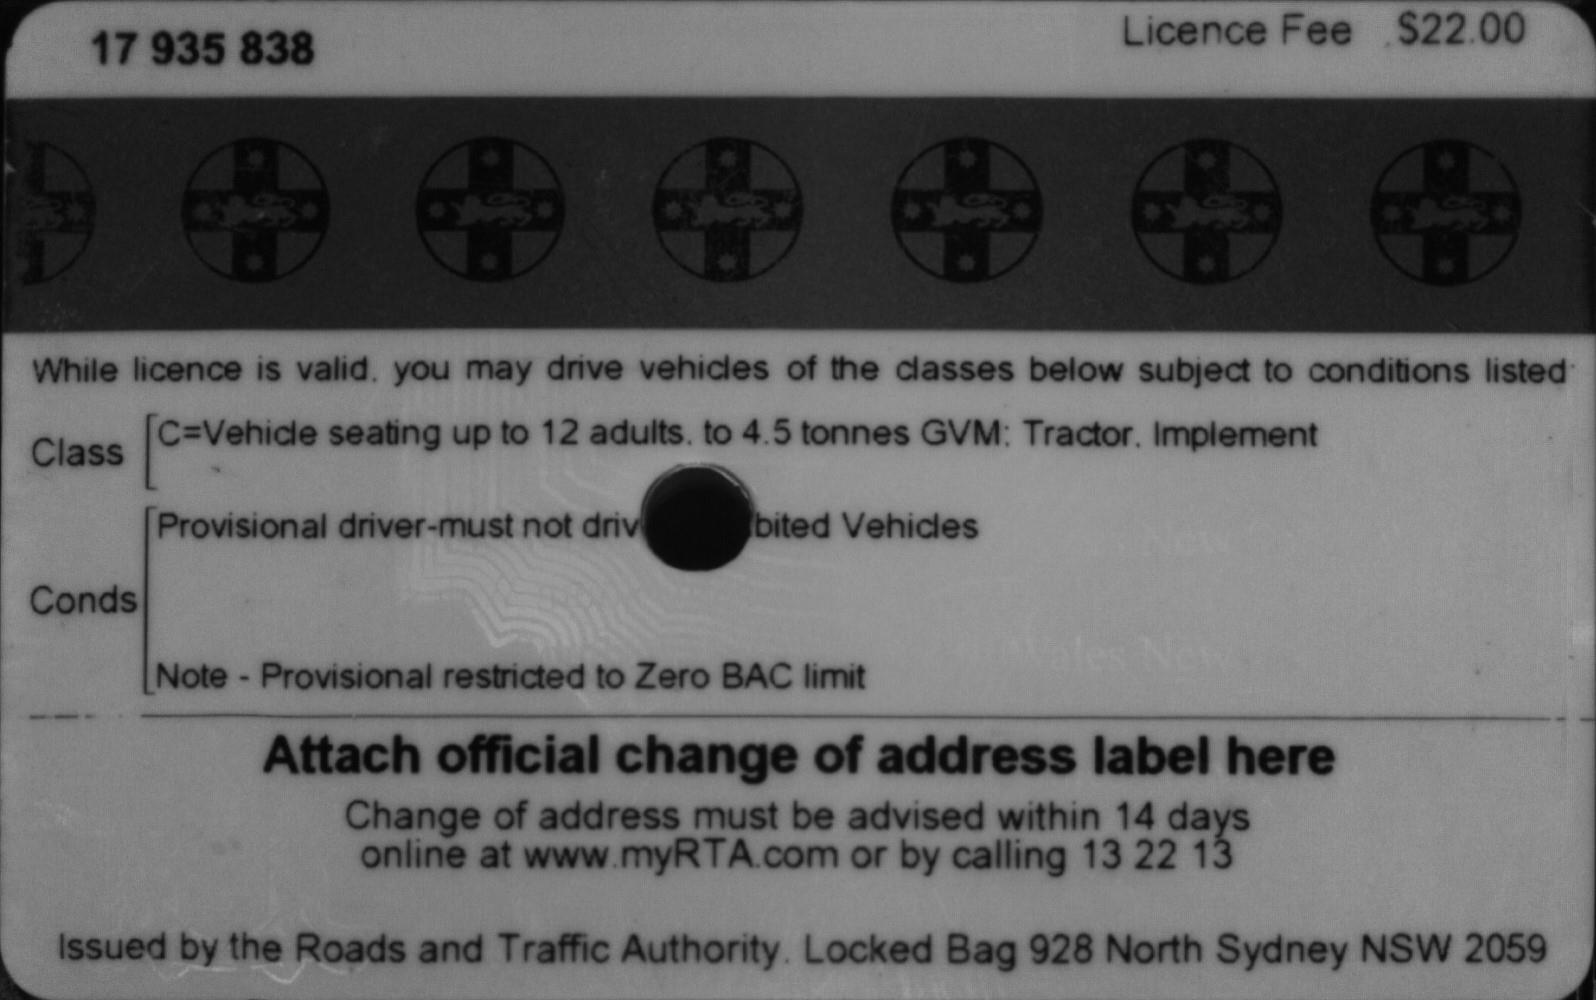 17 935 838
Licence Fee $22.00
While licence is valid, you may drive vehicles of the classes below subject to conditions listed
Class
C=Vehicle seating up to 12 adults, to 4.5 tonnes GVM; Tractor, Implement
Provisional driver-must not driv bited Vehicles
Conds
Note - Provisional restricted to Zero BAC limit
Attach official change of address label here
Change of address must be advised within 14 days
online at www.myRTA.com or by calling 13 22 13
Issued by the Roads and Traffic Authority, Locked Bag 928 North Sydney NSW 2059